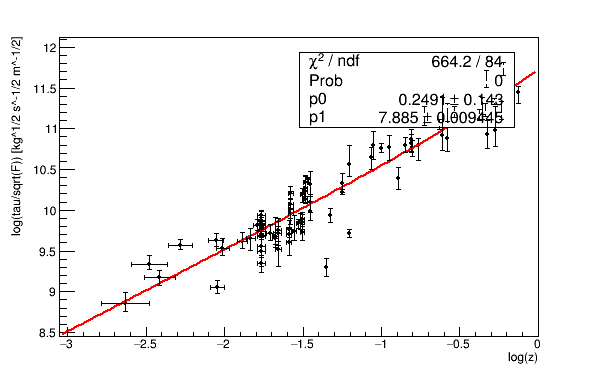 log(tau/sqrt(F)) [kg^1/2 s^-1/2 m^-1/2]
12
11.5
11
10.5
10
9.5
9
8.5
χ² / ndf 664.2 / 84
Prob 0
p0 0.2491 ± 0.143
p1 7.885 ± 0.009445
−3 −2.5 −2 −1.5 −1 −0.5 0
log(z)